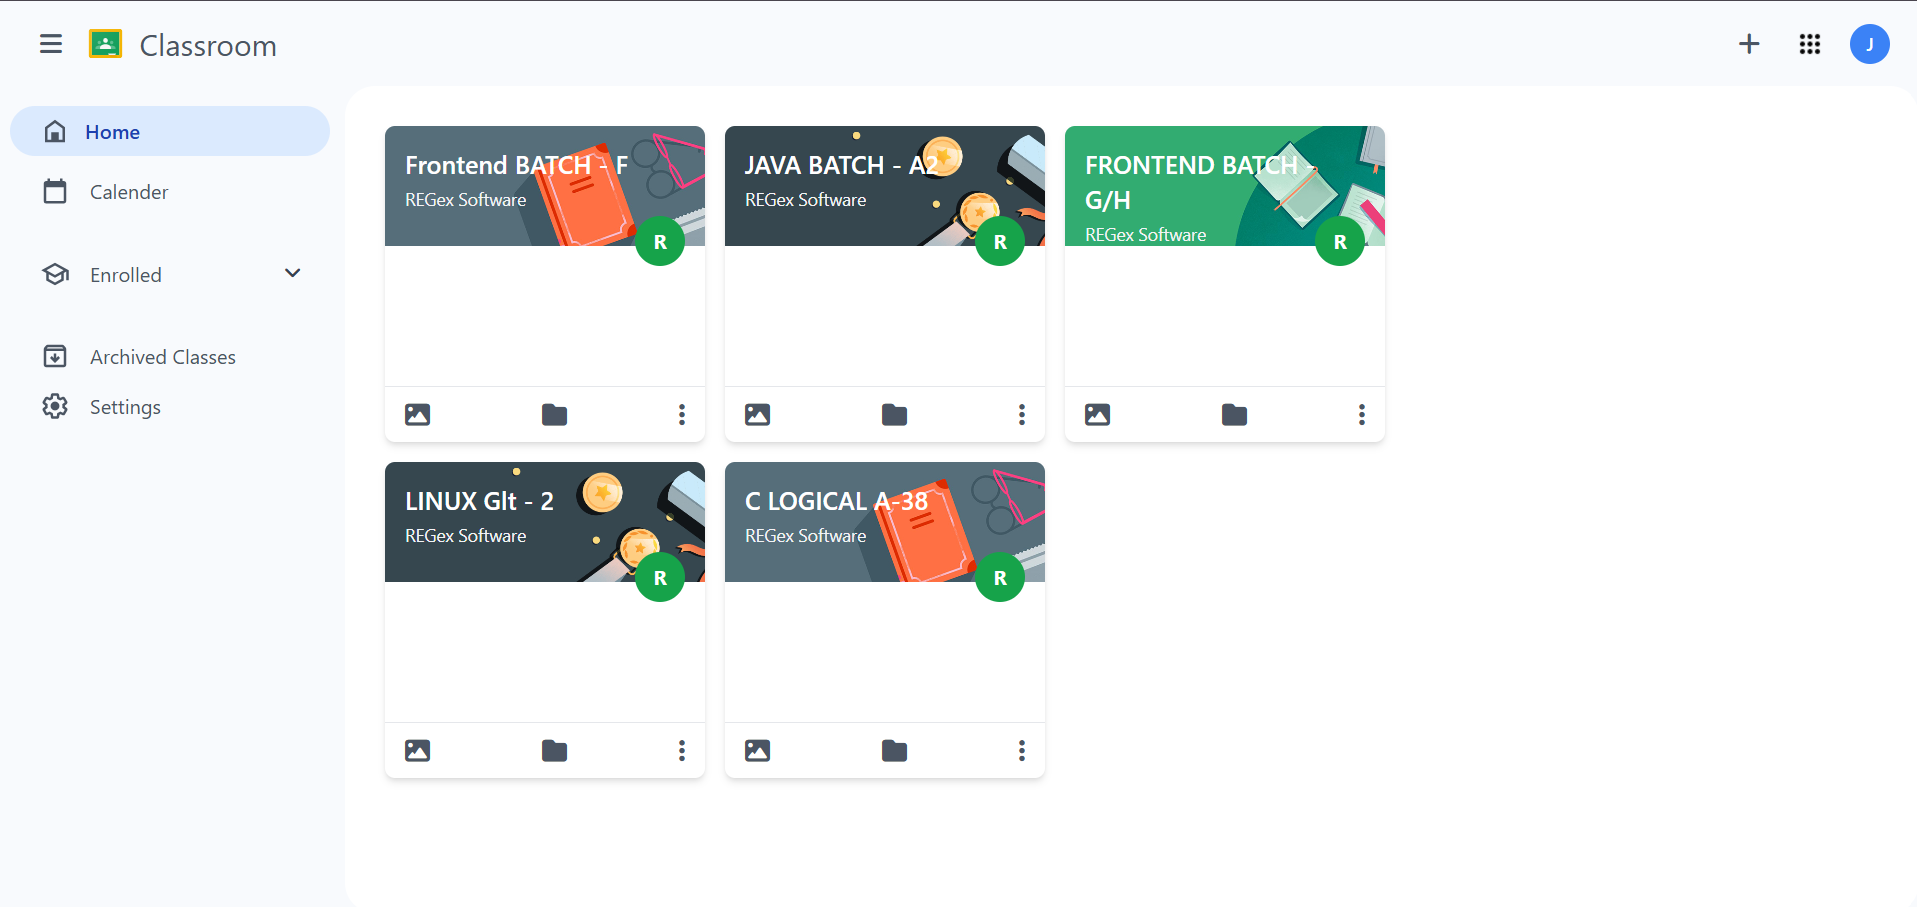 Classroom
J
Home
Calender
Enrolled
Archived Classes
Settings
Frontend BATCH - F
REGex Software
R
JAVA BATCH - A2
REGex Software
R
FRONTEND BATCH -
G/H
REGex Software
R
LINUX Glt - 2
REGex Software
R
C LOGICAL A-38
REGex Software
R